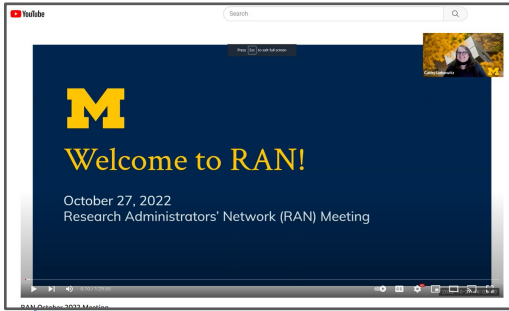 YouTube
Search
Press Esc to exit full screen
M
Welcome to RAN!
October 27, 2022
Research Administrators' Network (RAN) Meeting
M
RAN October 2022 Meeting